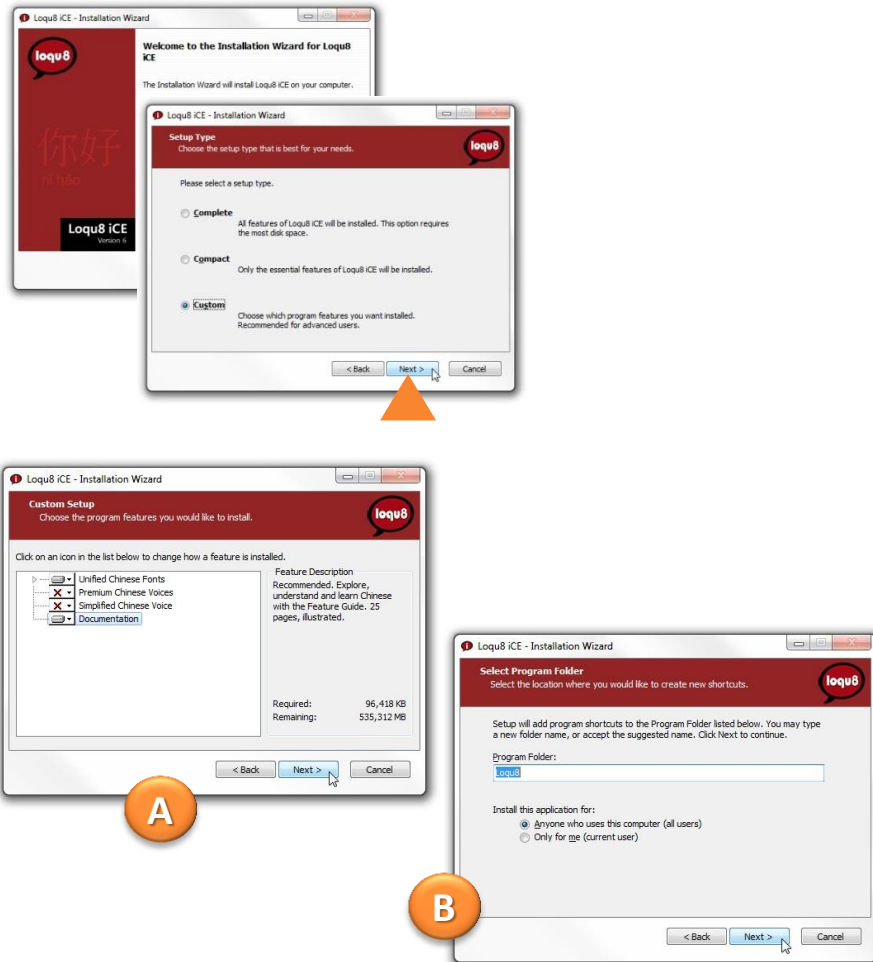 Loqu8 iCE - Installation Wizard
loqu8
Welcome to the Installation Wizard for Loqu8
iCE
The Installation Wizard will install Loqu8 iCE on your computer.
你好
nǐ hǎo
Loqu8 iCE
Version 6
Loqu8 iCE - Installation Wizard
Setup Type
Choose the setup type that is best for your needs.
loqu8
Please select a setup type.
Complete
All features of Loqu8 iCE will be installed. This option requires
the most disk space.
Compact
Only the essential features of Loqu8 iCE will be installed.
Custom
Choose which program features you want installed.
Recommended for advanced users.
< Back Next > Cancel
Loqu8 iCE - Installation Wizard
Custom Setup
Choose the program features you would like to install.
loqu8
Click on an icon in the list below to change how a feature is installed.
Unified Chinese Fonts
Premium Chinese Voices
Simplified Chinese Voice
Documentation
Feature Description
Recommended. Explore,
understand and learn Chinese
with the Feature Guide. 25
pages, illustrated.
Required: 96,418 KB
Remaining: 535,312 MB
< Back Next > Cancel
A
Loqu8 iCE - Installation Wizard
Select Program Folder
Select the location where you would like to create new shortcuts.
loqu8
Setup will add program shortcuts to the Program Folder listed below. You may type
a new folder name, or accept the suggested name. Click Next to continue.
Program Folder:
Loqu8
Install this application for:
Anyone who uses this computer (all users)
Only for me (current user)
B
< Back Next > Cancel